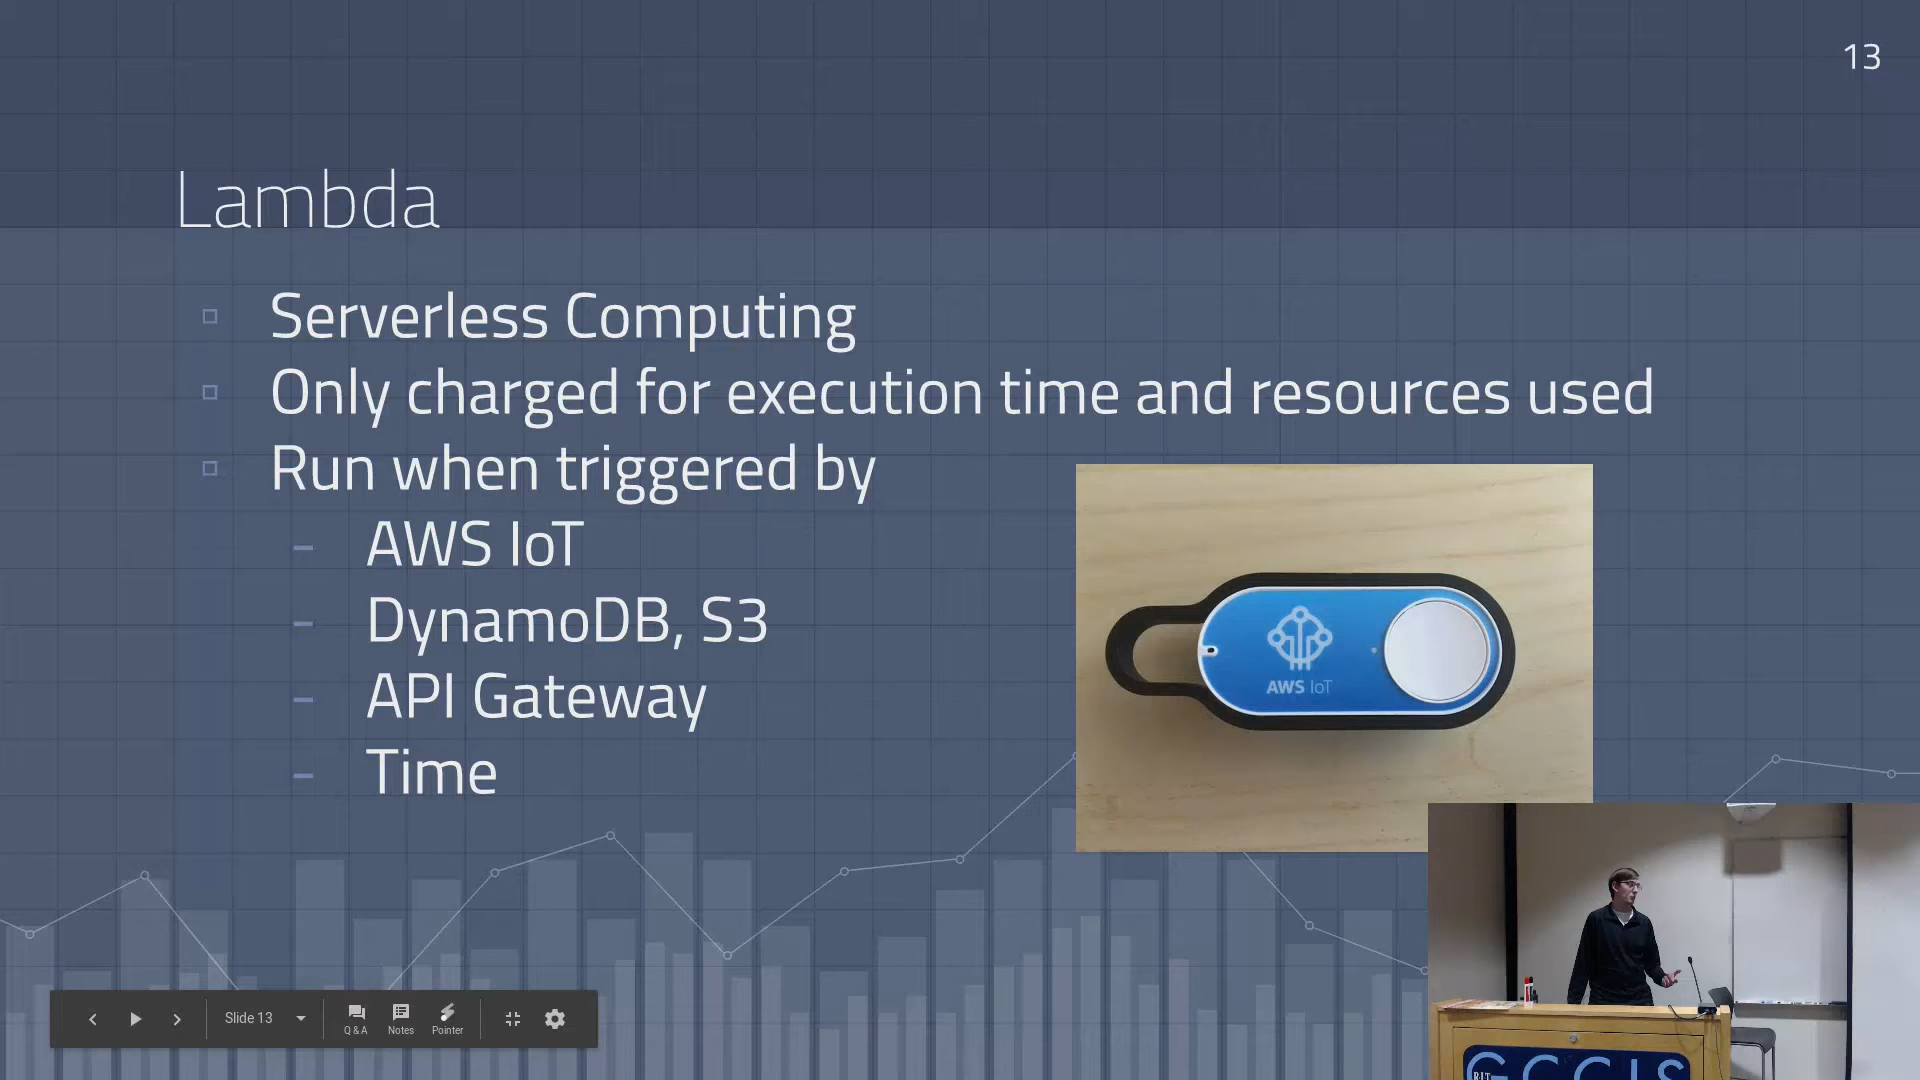 13
Lambda
Serverless Computing
Only charged for execution time and resources used
Run when triggered by
AWS IoT
DynamoDB, S3
API Gateway
Time
AWS IoT
Slide 13
Q & A
Notes
Pointer
R·I·T
GCCIS